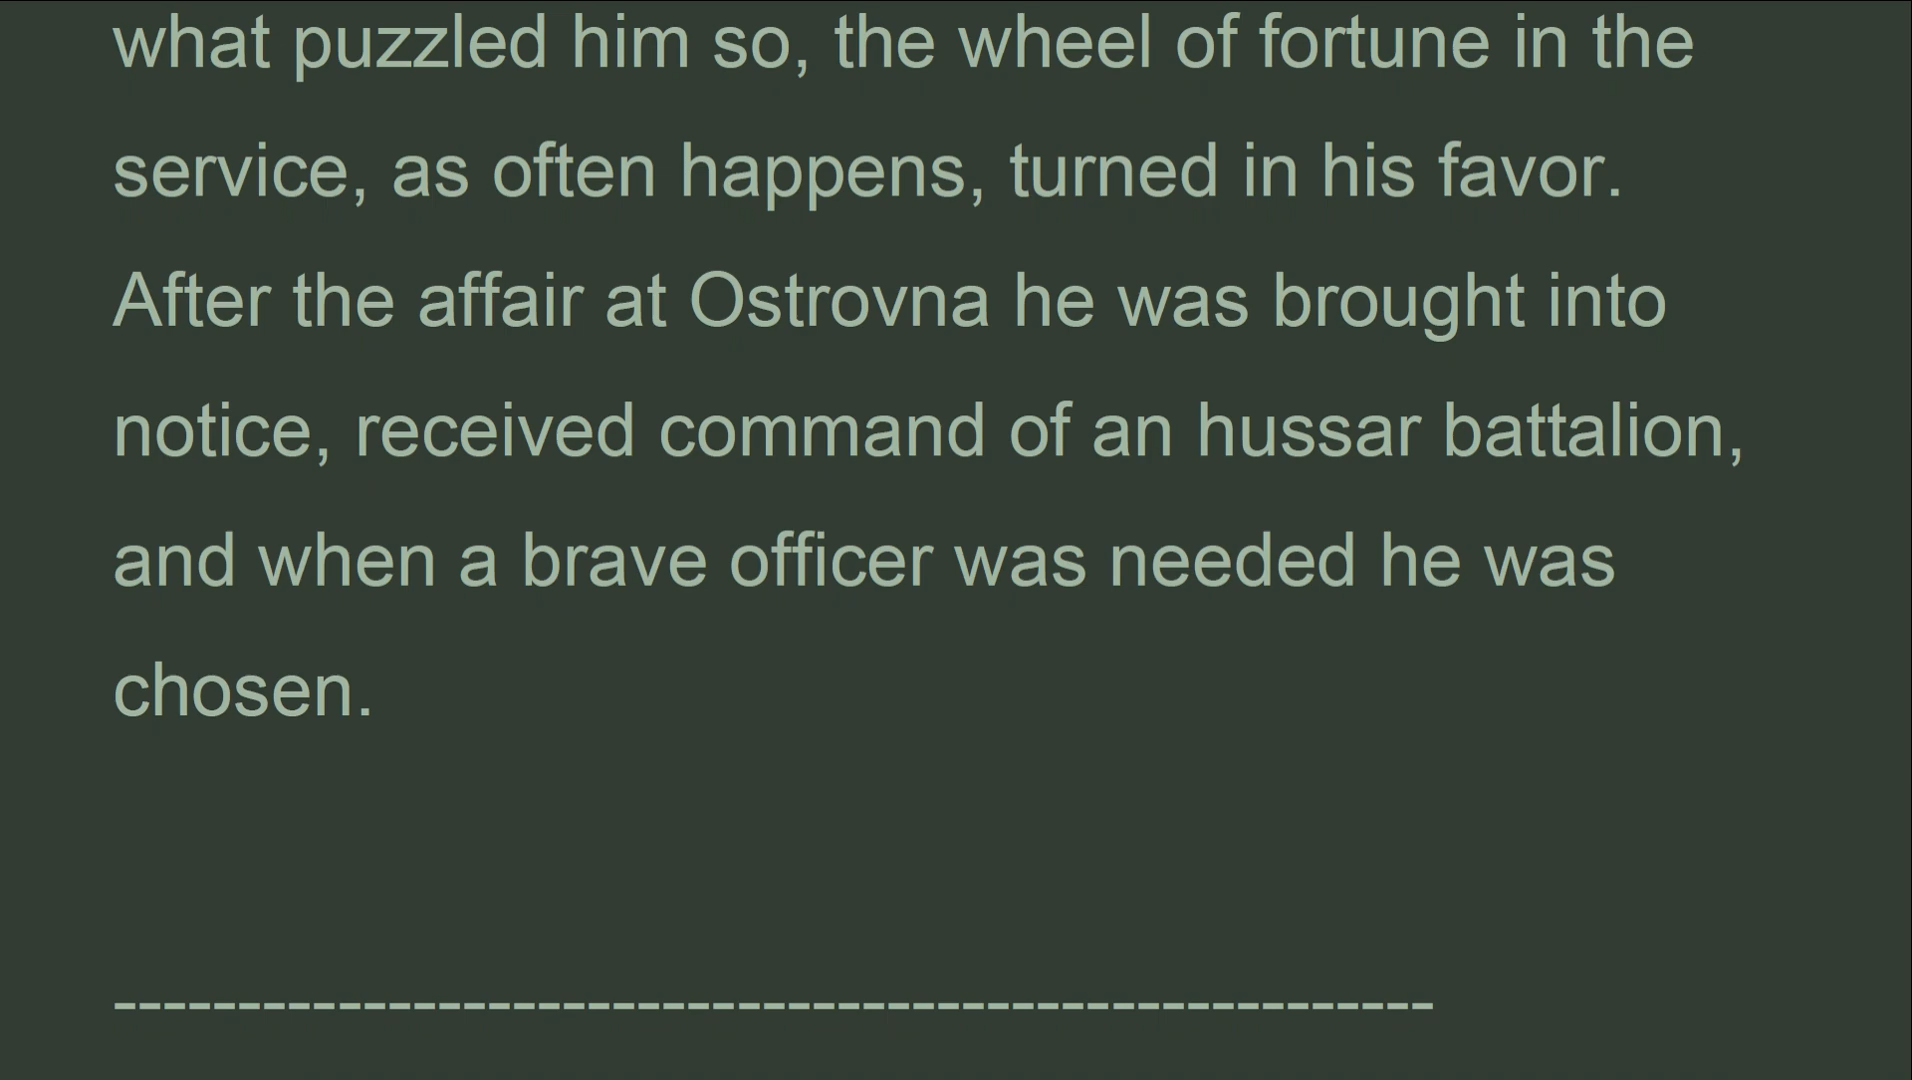 what puzzled him so, the wheel of fortune in the
service, as often happens, turned in his favor.
After the affair at Ostrovna he was brought into
notice, received command of an hussar battalion,
and when a brave officer was needed he was
chosen.
-----------------------------------------------------